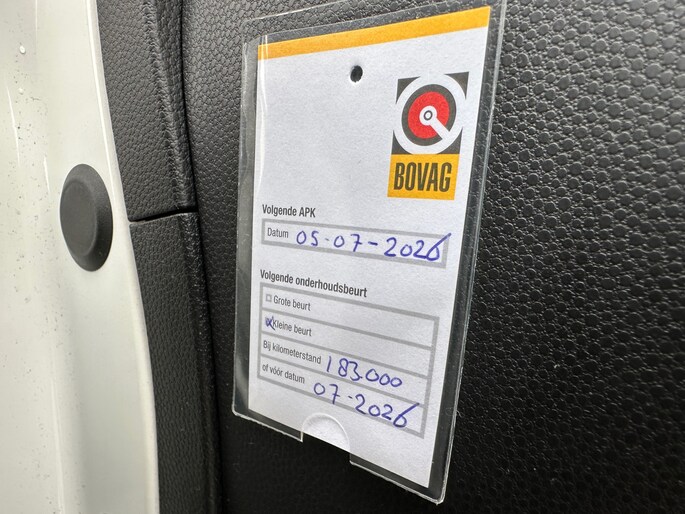 BOVAG
Volgende APK
Datum 05-07-2026
Volgende onderhoudsbeurt
Grote beurt
Kleine beurt
Bij kilometerstand 183.000
of vóór datum 07-2026